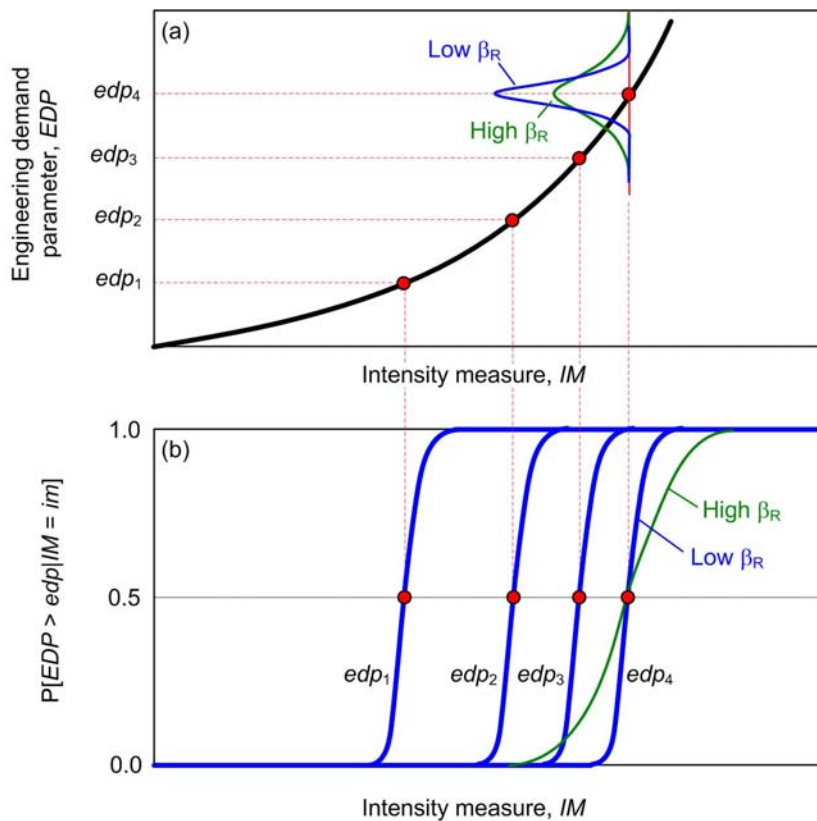 (a)
Low βR
High βR
Engineering demand
parameter, EDP
edp4
edp3
edp2
edp1
Intensity measure, IM
(b)
1.0
0.5
0.0
P[EDP > edp|IM = im]
High βR
Low βR
edp1
edp2
edp3
edp4
Intensity measure, IM